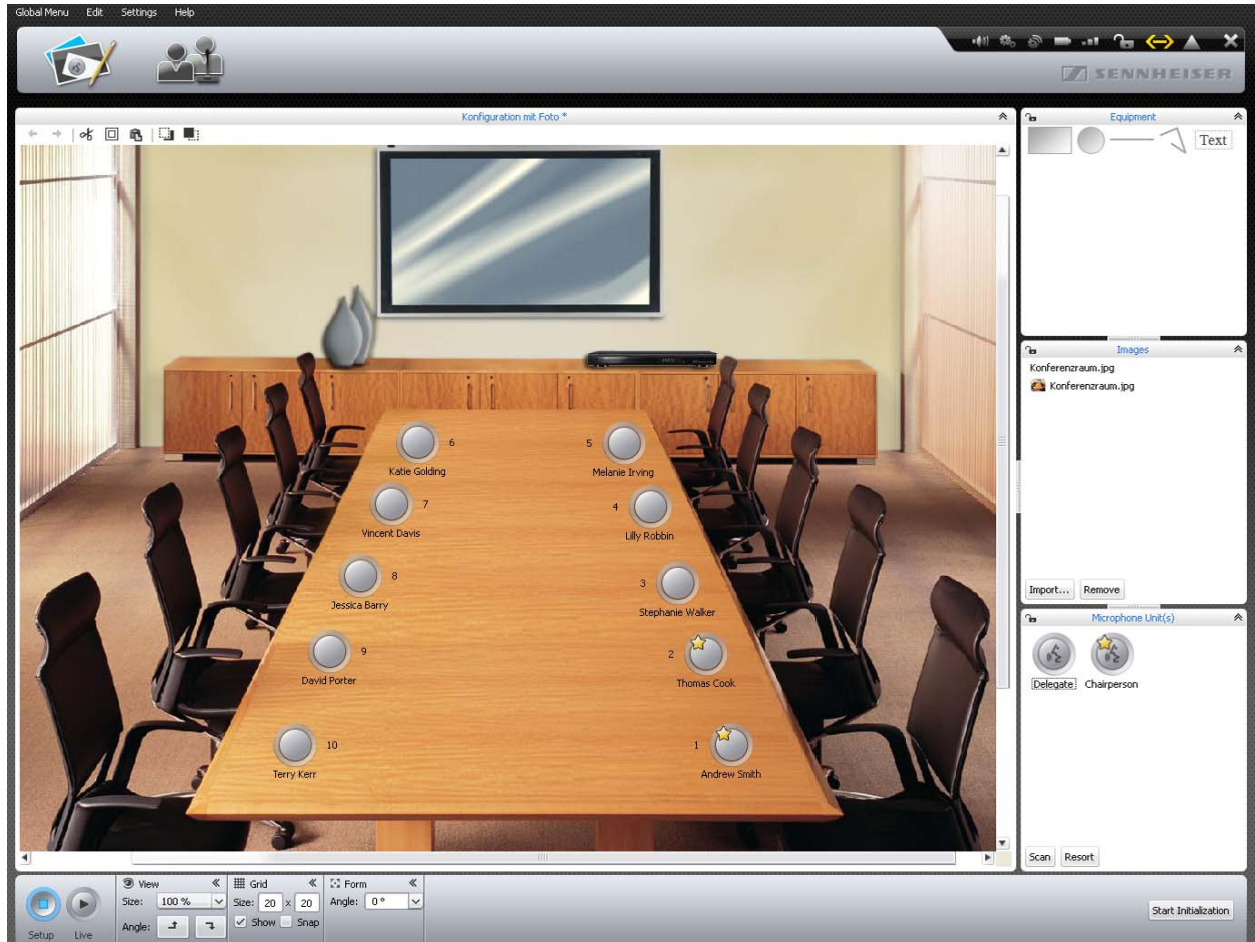 Global Menu Edit Settings Help
SENNHEISER
Konfiguration mit Foto *
6
Katie Golding
5
Melanie Irving
7
Vincent Davis
4
Lilly Robbin
8
Jessica Barry
3
Stephanie Walker
9
David Porter
2
Thomas Cook
10
Terry Kerr
1
Andrew Smith
Equipment
Text
Images
Konferenzraum.jpg
Konferenzraum.jpg
Import... Remove
Microphone Unit(s)
Delegate Chairperson
Scan Resort
Setup Live
View
Size: 100 %
Angle:
Grid
Size: 20 x 20
Show Snap
Form
Angle: 0 °
Start Initialization